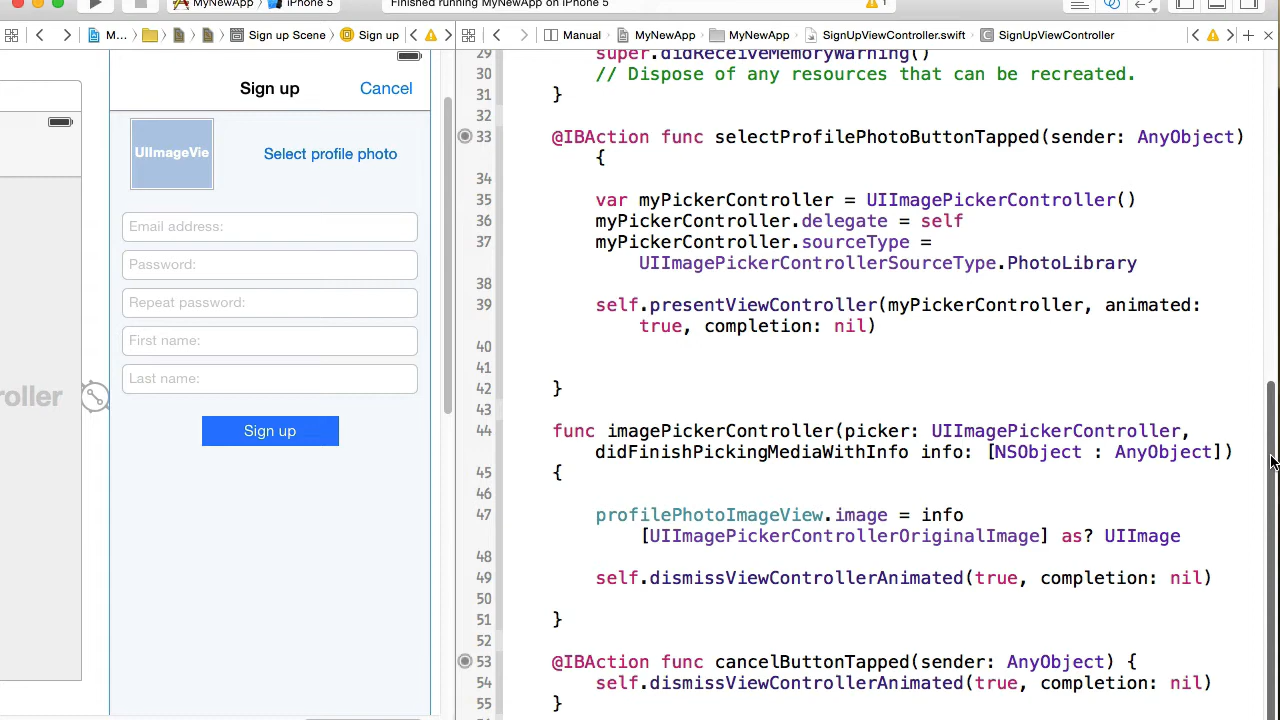 MyNewApp
iPhone 5
Finished running MyNewApp on iPhone 5
1
M...
Sign up Scene
Sign up
Manual
MyNewApp
MyNewApp
SignUpViewController.swift
SignUpViewController
Sign up
Cancel
UIImageVie
Select profile photo
Email address:
Password:
Repeat password:
First name:
Last name:
Sign up
roller
29 super.didReceiveMemoryWarning()
30 // Dispose of any resources that can be recreated.
31 }
32
33 @IBAction func selectProfilePhotoButtonTapped(sender: AnyObject)
{
34
35 var myPickerController = UIImagePickerController()
36 myPickerController.delegate = self
37 myPickerController.sourceType =
UIImagePickerControllerSourceType.PhotoLibrary
38
39 self.presentViewController(myPickerController, animated:
true, completion: nil)
40
41
42 }
43
44 func imagePickerController(picker: UIImagePickerController,
didFinishPickingMediaWithInfo info: [NSObject : AnyObject])
45 {
46
47 profilePhotoImageView.image = info
[UIImagePickerControllerOriginalImage] as? UIImage
48
49 self.dismissViewControllerAnimated(true, completion: nil)
50
51 }
52
53 @IBAction func cancelButtonTapped(sender: AnyObject) {
54 self.dismissViewControllerAnimated(true, completion: nil)
55 }